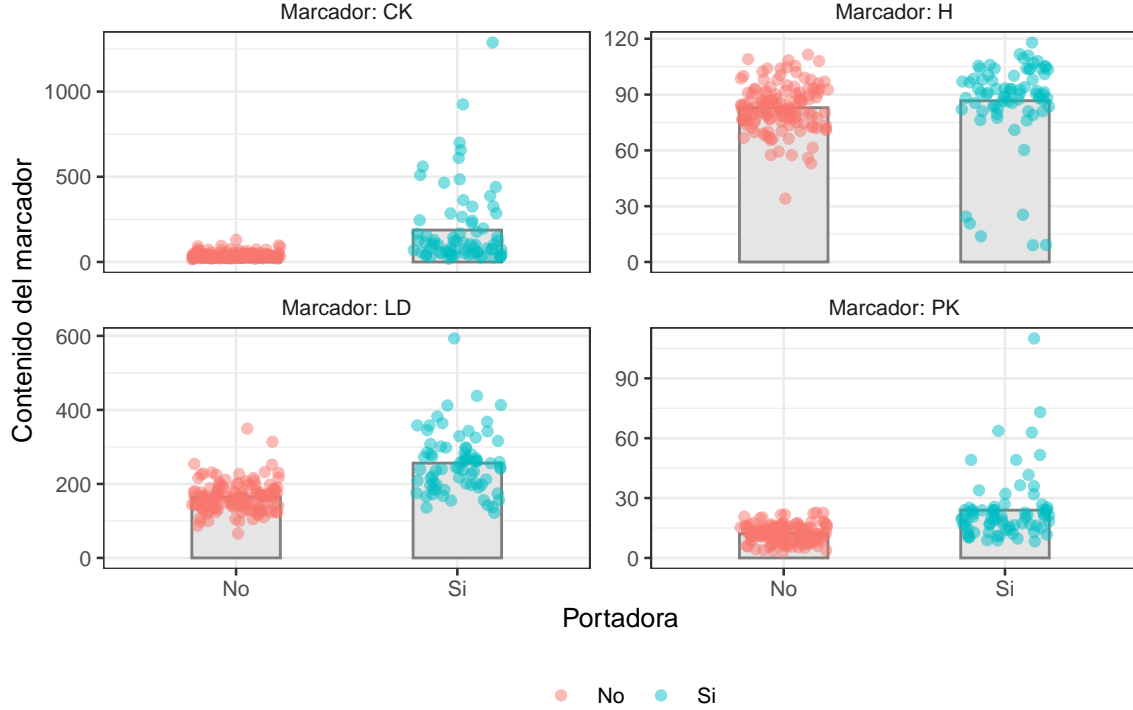 Marcador: CK
Marcador: H
1000
500
0
120
90
60
30
0
Contenido del marcador
Marcador: LD
Marcador: PK
600
400
200
0
90
60
30
0
No
Si
No
Si
Portadora
No
Si